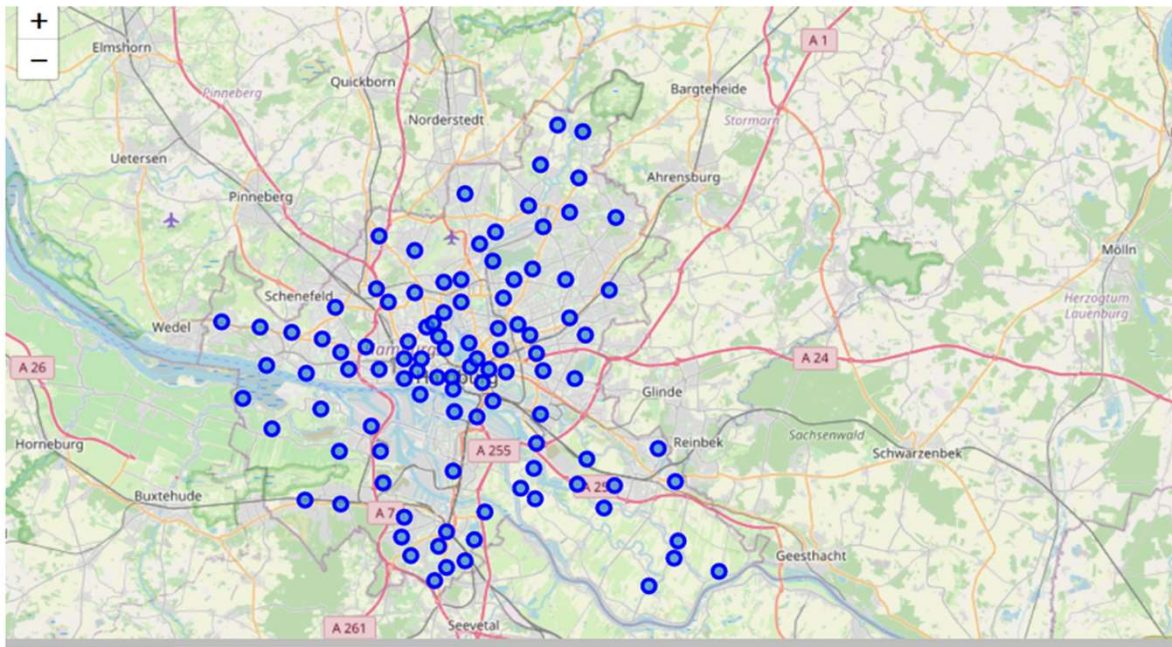 +
−
Elmshorn
A 1
Quickborn
Pinneberg
Bargteheide
Norderstedt
Stormarn
Uetersen
Ahrensburg
Pinneberg
Mölln
Schenefeld
Herzogtum
Lauenburg
Wedel
A 26
A 24
Glinde
Sachsenwald
Reinbek
Horneburg
A 255
Schwarzenbek
Buxtehude
A 25
A 7
Geesthacht
A 261
Seevetal